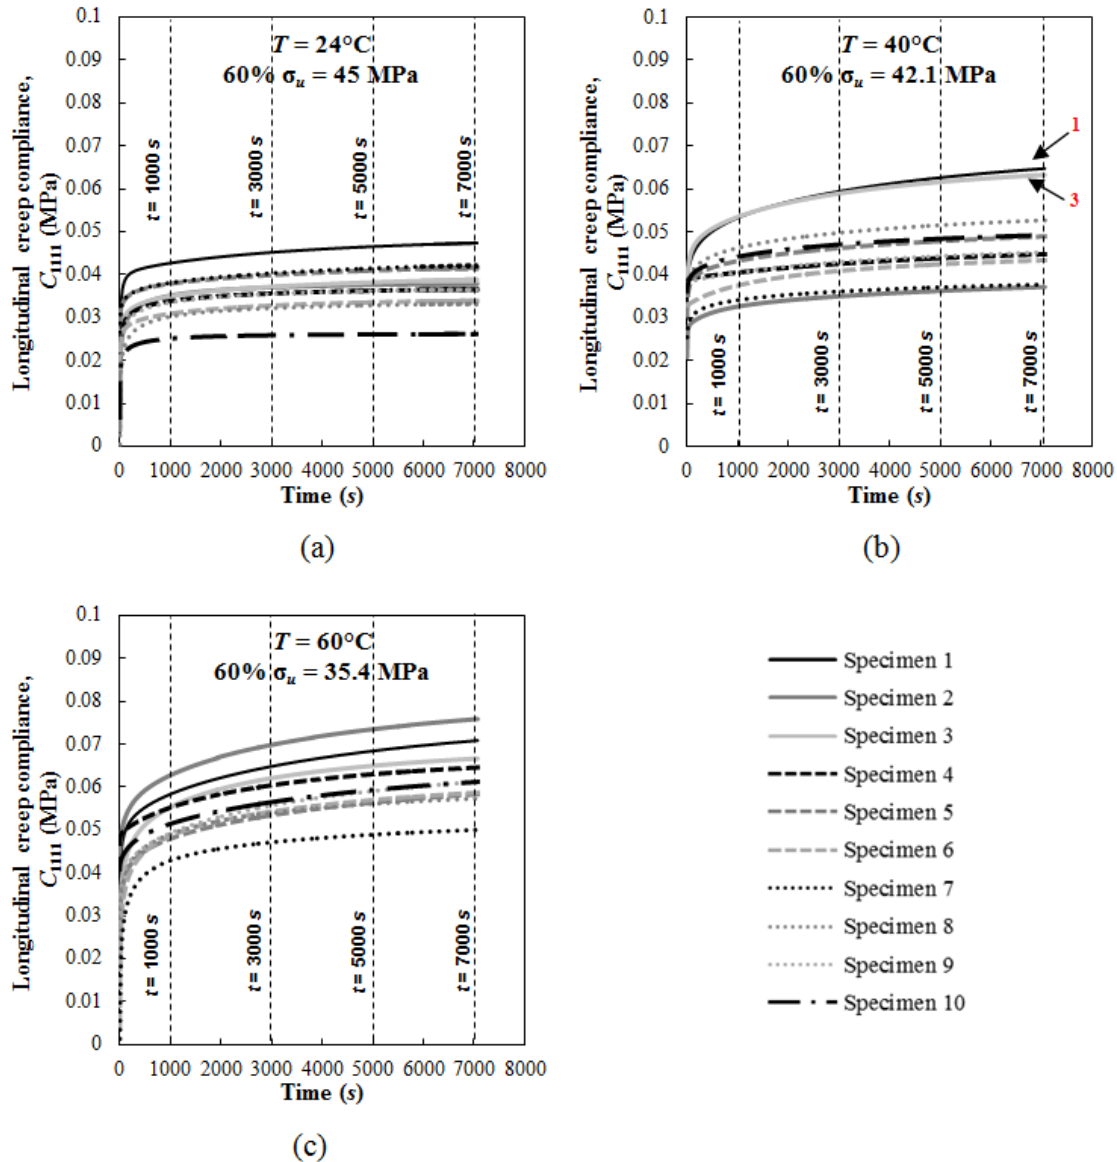 Longitudinal creep compliance,
C1111 (MPa)
0.1
0.09
0.08
0.07
0.06
0.05
0.04
0.03
0.02
0.01
0
T = 24°C
60% σu = 45 MPa
t = 1000 s
t = 3000 s
t = 5000 s
t = 7000 s
0 1000 2000 3000 4000 5000 6000 7000 8000
Time (s)
(a)
Longitudinal creep compliance,
C1111 (MPa)
0.1
0.09
0.08
0.07
0.06
0.05
0.04
0.03
0.02
0.01
0
T = 40°C
60% σu = 42.1 MPa
1
3
t = 1000 s
t = 3000 s
t = 5000 s
t = 7000 s
0 1000 2000 3000 4000 5000 6000 7000 8000
Time (s)
(b)
Longitudinal creep compliance,
C1111 (MPa)
0.1
0.09
0.08
0.07
0.06
0.05
0.04
0.03
0.02
0.01
0
T = 60°C
60% σu = 35.4 MPa
t = 1000 s
t = 3000 s
t = 5000 s
t = 7000 s
0 1000 2000 3000 4000 5000 6000 7000 8000
Time (s)
(c)
Specimen 1
Specimen 2
Specimen 3
Specimen 4
Specimen 5
Specimen 6
Specimen 7
Specimen 8
Specimen 9
Specimen 10